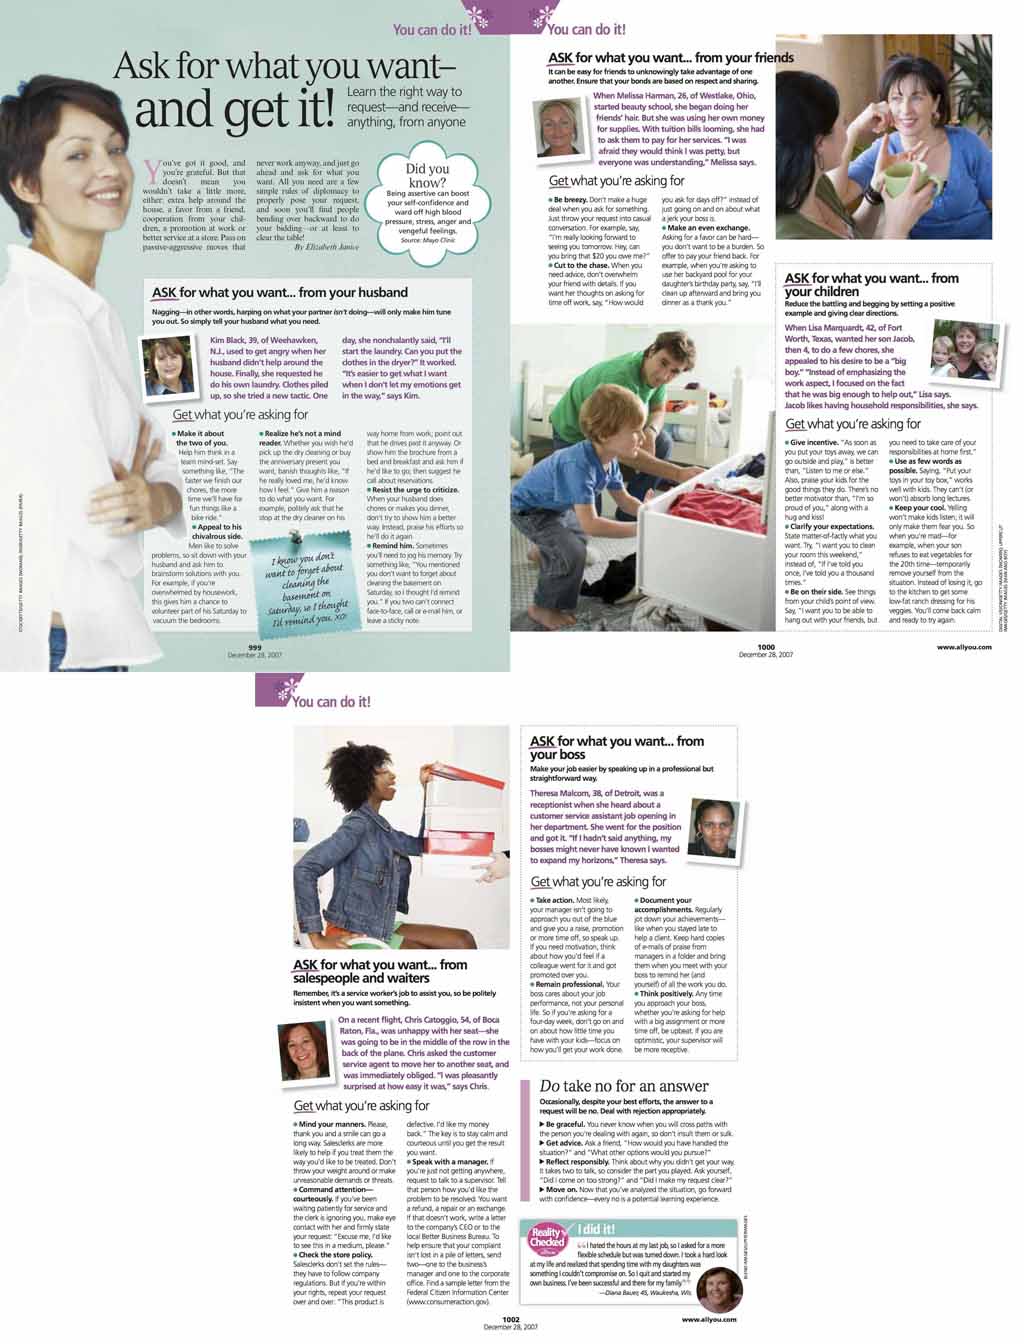 You can do it!
Ask for what you want–
and get it!
Learn the right way to
request—and receive—
anything, from anyone
You've got it good, and
you're grateful. But that
doesn't mean you
wouldn't take a little more,
either: extra help around the
house, a favor from a friend,
cooperation from your chil-
dren, a promotion at work or
better service at a store. Pass on
passive-aggressive moves that
never work anyway, and just go
ahead and ask for what you
want. All you need are a few
simple rules of diplomacy to
properly pose your request,
and soon you'll find people
bending over backward to do
your bidding—or at least to
clear the table!
By Elizabeth Janice
Did you
know?
Being assertive can boost
your self-confidence and
ward off high blood
pressure, stress, anger and
vengeful feelings.
Source: Mayo Clinic
ASK for what you want... from your husband
Nagging—in other words, harping on what your partner isn't doing—will only make him tune
you out. So simply tell your husband what you need.
Kim Black, 39, of Weehawken,
N.J., used to get angry when her
husband didn't help around the
house. Finally, she requested he
do his own laundry. Clothes piled
up, so she tried a new tactic. One
day, she nonchalantly said, "I'll
start the laundry. Can you put the
clothes in the dryer?" It worked.
"It's easier to get what I want
when I don't let my emotions get
in the way," says Kim.
Get what you're asking for
• Make it about
the two of you.
Help him think in a
team mind-set. Say
something like, "The
faster we finish our
chores, the more
time we'll have for
fun things like a
bike ride."
• Appeal to his
chivalrous side.
Men like to solve
problems, so sit down with your
husband and ask him to
brainstorm solutions with you.
For example, if you're
overwhelmed by housework,
this gives him a chance to
volunteer part of his Saturday to
vacuum the bedrooms.
• Realize he's not a mind
reader. Whether you wish he'd
pick up the dry cleaning or buy
the anniversary present you
want, banish thoughts like, "If
he really loved me, he'd know
how I feel." Give him a reason
to do what you want. For
example, politely ask that he
stop at the dry cleaner on his
I know you don't
want to forget about
cleaning the
basement on
Saturday, so I thought
I'd remind you. XO!
way home from work; point out
that he drives past it anyway. Or
show him the brochure from a
bed and breakfast and ask him if
he'd like to go; then suggest he
call about reservations.
• Resist the urge to criticize.
When your husband does
chores or makes you dinner,
don't try to show him a better
way. Instead, praise his efforts so
he'll do it again.
• Remind him. Sometimes
you'll need to jog his memory. Try
something like, "You mentioned
you don't want to forget about
cleaning the basement on
Saturday, so I thought I'd remind
you." If you two can't connect
face-to-face, call or e-mail him, or
leave a sticky note.
999
December 28, 2007
You can do it!
ASK for what you want... from your friends
It can be easy for friends to unknowingly take advantage of one
another. Ensure that your bonds are based on respect and sharing.
When Melissa Harman, 26, of Westlake, Ohio,
started beauty school, she began doing her
friends' hair. But she was using her own money
for supplies. With tuition bills looming, she had
to ask them to pay for her services. "I was
afraid they would think I was petty, but
everyone was understanding," Melissa says.
Get what you're asking for
• Be breezy. Don't make a huge
deal when you ask for something.
Just throw your request into casual
conversation. For example, say,
"I'm really looking forward to
seeing you tomorrow. Hey, can
you bring that $20 you owe me?"
• Cut to the chase. When you
need advice, don't overwhelm
your friend with details. If you
want her thoughts on asking for
time off work, say, "How would
you ask for days off?" instead of
just going on and on about what
a jerk your boss is.
• Make an even exchange.
Asking for a favor can be hard—
you don't want to be a burden. So
offer to pay your friend back. For
example, when you're asking to
use her backyard pool for your
daughter's birthday party, say, "I'll
clean up afterward and bring you
dinner as a thank you."
ASK for what you want... from
your children
Reduce the battling and begging by setting a positive
example and giving clear directions.
When Lisa Marquardt, 42, of Fort
Worth, Texas, wanted her son Jacob,
then 4, to do a few chores, she
appealed to his desire to be a "big
boy." "Instead of emphasizing the
work aspect, I focused on the fact
that he was big enough to help out," Lisa says.
Jacob likes having household responsibilities, she says.
Get what you're asking for
• Give incentive. "As soon as
you put your toys away, we can
go outside and play," is better
than, "Listen to me or else."
Also, praise your kids for the
good things they do. There's no
better motivator than, "I'm so
proud of you," along with a
hug and kiss!
• Clarify your expectations.
State matter-of-factly what you
want. Try, "I want you to clean
your room this weekend,"
instead of, "If I've told you
once, I've told you a thousand
times."
• Be on their side. See things
from your child's point of view.
Say, "I want you to be able to
hang out with your friends, but
you need to take care of your
responsibilities at home first."
• Use as few words as
possible. Saying, "Put your
toys in your toy box," works
well with kids. They can't (or
won't) absorb long lectures.
• Keep your cool. Yelling
won't make kids listen; it will
only make them fear you. So
when you're mad—for
example, when your son
refuses to eat vegetables for
the 20th time—temporarily
remove yourself from the
situation. Instead of losing it, go
to the kitchen to get some
low-fat ranch dressing for his
veggies. You'll come back calm
and ready to try again.
1000
December 28, 2007
www.allyou.com
You can do it!
ASK for what you want... from
salespeople and waiters
Remember, it's a service worker's job to assist you, so be politely
insistent when you want something.
On a recent flight, Chris Catoggio, 54, of Boca
Raton, Fla., was unhappy with her seat—she
was going to be in the middle of the row in the
back of the plane. Chris asked the customer
service agent to move her to another seat, and
was immediately obliged. "I was pleasantly
surprised at how easy it was," says Chris.
Get what you're asking for
• Mind your manners. Please,
thank you and a smile can go a
long way. Salesclerks are more
likely to help if you treat them the
way you'd like to be treated. Don't
throw your weight around or make
unreasonable demands or threats.
• Command attention—
courteously. If you've been
waiting patiently for service and
the clerk is ignoring you, make eye
contact with her and firmly state
your request: "Excuse me, I'd like
to see this in a medium, please."
• Check the store policy.
Salesclerks don't set the rules—
they have to follow company
regulations. But if you're within
your rights, repeat your request
over and over: "This product is
defective. I'd like my money
back." The key is to stay calm and
courteous until you get the result
you want.
• Speak with a manager. If
you're just not getting anywhere,
request to talk to a supervisor. Tell
that person how you'd like the
problem to be resolved: You want
a refund, a repair or an exchange.
If that doesn't work, write a letter
to the company's CEO or to the
local Better Business Bureau. To
help ensure that your complaint
isn't lost in a pile of letters, send
two—one to the business's
manager and one to the corporate
office. Find a sample letter from the
Federal Citizen Information Center
(www.consumeraction.gov).
ASK for what you want... from
your boss
Make your job easier by speaking up in a professional but
straightforward way.
Theresa Malcom, 38, of Detroit, was a
receptionist when she heard about a
customer service assistant job opening in
her department. She went for the position
and got it. "If I hadn't said anything, my
bosses might never have known I wanted
to expand my horizons," Theresa says.
Get what you're asking for
• Take action. Most likely,
your manager isn't going to
approach you out of the blue
and give you a raise, promotion
or more time off, so speak up.
If you need motivation, think
about how you'd feel if a
colleague went for it and got
promoted over you.
• Remain professional. Your
boss cares about your job
performance, not your personal
life. So if you're asking for a
four-day week, don't go on and
on about how little time you
have with your kids—focus on
how you'll get your work done.
• Document your
accomplishments. Regularly
jot down your achievements—
like when you stayed late to
help a client. Keep hard copies
of e-mails of praise from
managers in a folder and bring
them when you meet with your
boss to remind her (and
yourself) of all the work you do.
• Think positively. Any time
you approach your boss,
whether you're asking for help
with a big assignment or more
time off, be upbeat. If you are
optimistic, your supervisor will
be more receptive.
Do take no for an answer
Occasionally, despite your best efforts, the answer to a
request will be no. Deal with rejection appropriately.
▶ Be graceful. You never know when you will cross paths with
the person you're dealing with again, so don't insult them or sulk.
▶ Get advice. Ask a friend, "How would you have handled the
situation?" and "What other options would you pursue?"
▶ Reflect responsibly. Think about why you didn't get your way.
It takes two to talk, so consider the part you played. Ask yourself,
"Did I come on too strong?" and "Did I make my request clear?"
▶ Move on. Now that you've analyzed the situation, go forward
with confidence—every no is a potential learning experience.
Reality
Checked
I did it!
"I hated the hours at my last job, so I asked for a more
flexible schedule but was turned down. I took a hard look
at my life and realized that spending time with my daughters was
something I couldn't compromise on. So I quit and started my
own business. I've been successful and there for my family."
—Diana Bauer, 45, Waukesha, Wis.
1002
December 28, 2007
www.allyou.com